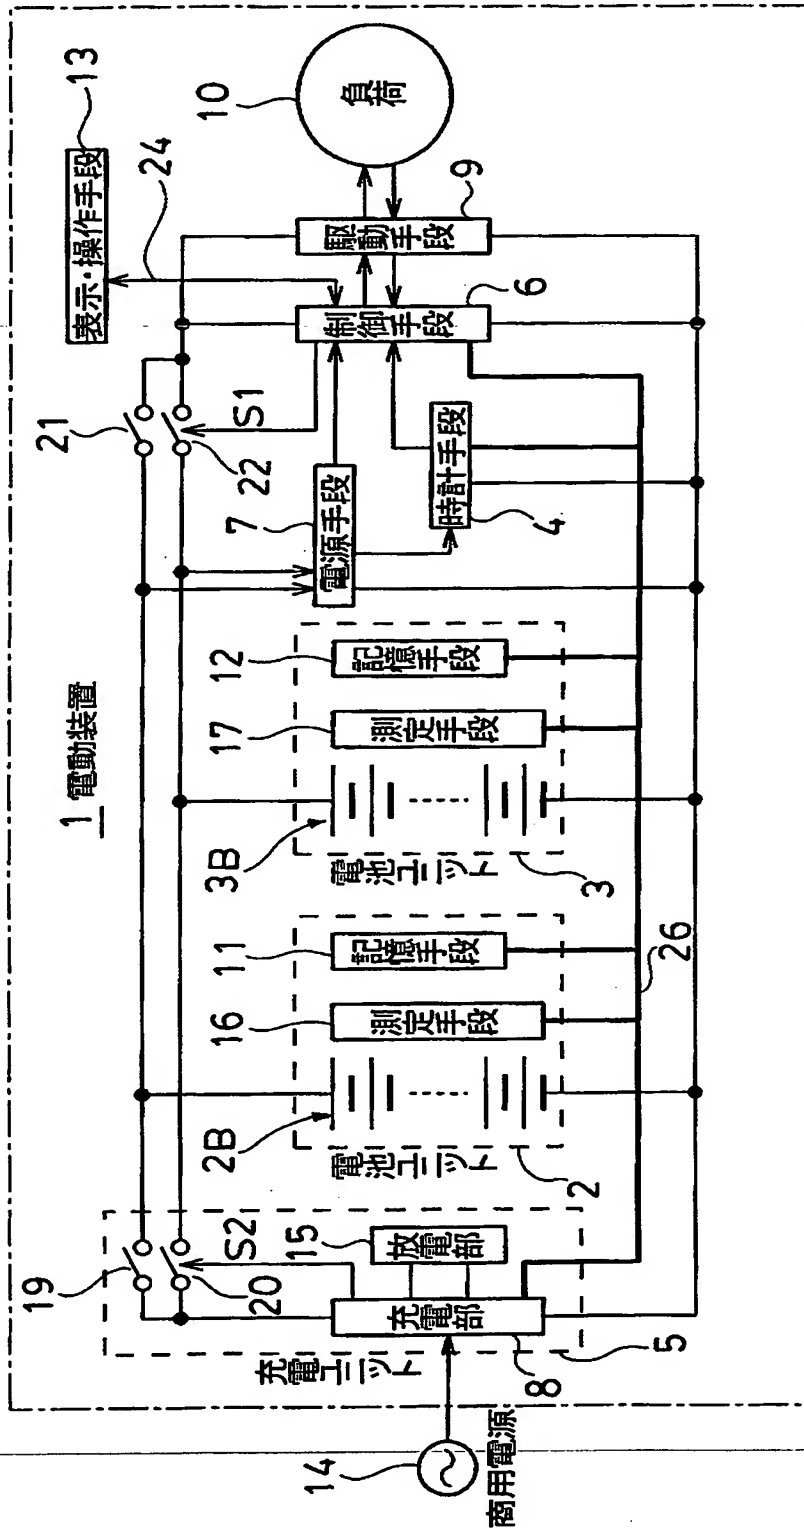 1 電動装置
13
表示・操作手段
24
10
負荷
9
駆動手段
6
制御手段
21
22
S1
7
電源手段
時計手段
4
12
記憶手段
17
測定手段
3B
電池ユニット
3
11
記憶手段
16
測定手段
2B
電池ユニット
2
26
19
20
S2
15
放電部
充電部
8
充電ユニット
5
14
商用電源